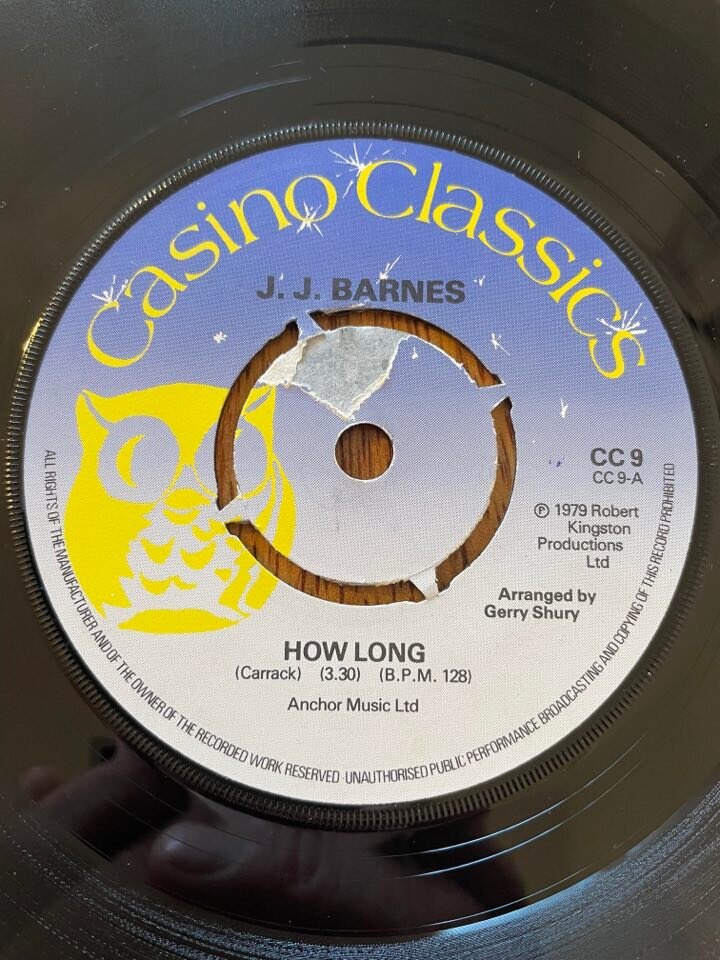 Casino Classics
J. J. BARNES
CC 9
CC 9-A
℗ 1979 Robert
Kingston
Productions
Ltd
Arranged by
Gerry Shury
HOW LONG
(Carrack) (3.30) (B.P.M. 128)
Anchor Music Ltd
ALL RIGHTS OF THE MANUFACTURER AND OF THE OWNER OF THE RECORDED WORK RESERVED UNAUTHORISED PUBLIC PERFORMANCE BROADCASTING AND COPYING OF THIS RECORD PROHIBITED